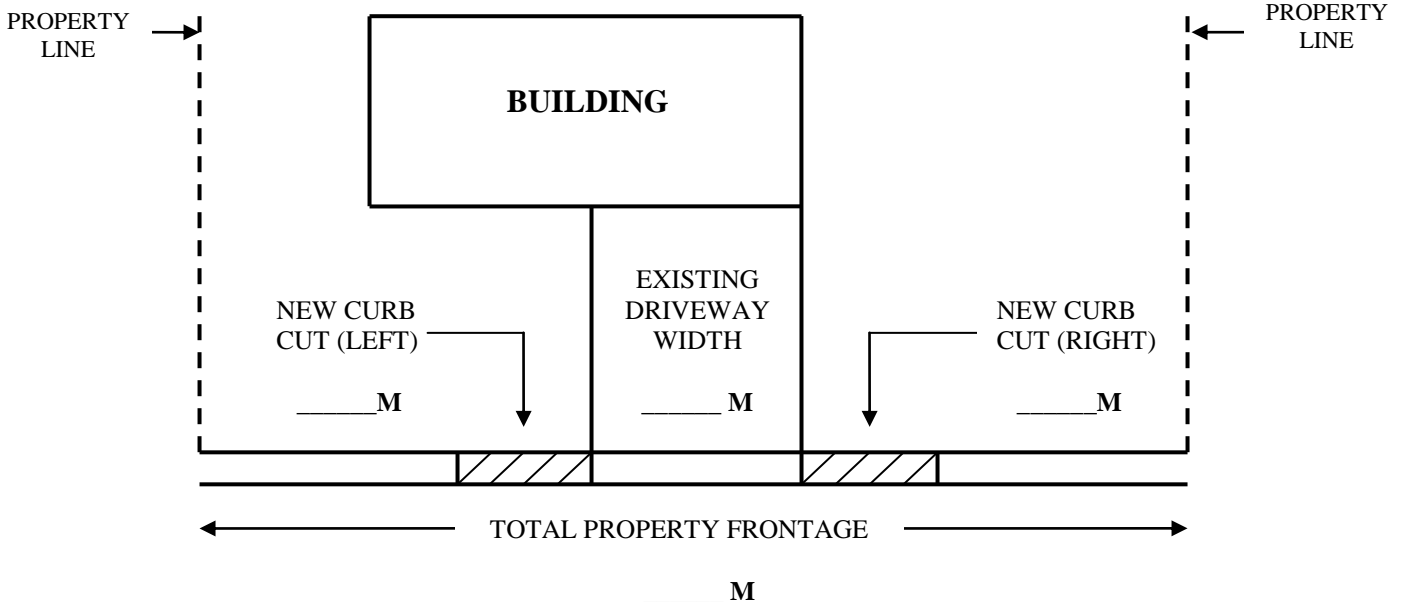 PROPERTY
LINE
PROPERTY
LINE
BUILDING
EXISTING
DRIVEWAY
WIDTH
NEW CURB
CUT (LEFT)
NEW CURB
CUT (RIGHT)
______M
______ M
______M
TOTAL PROPERTY FRONTAGE
______ M